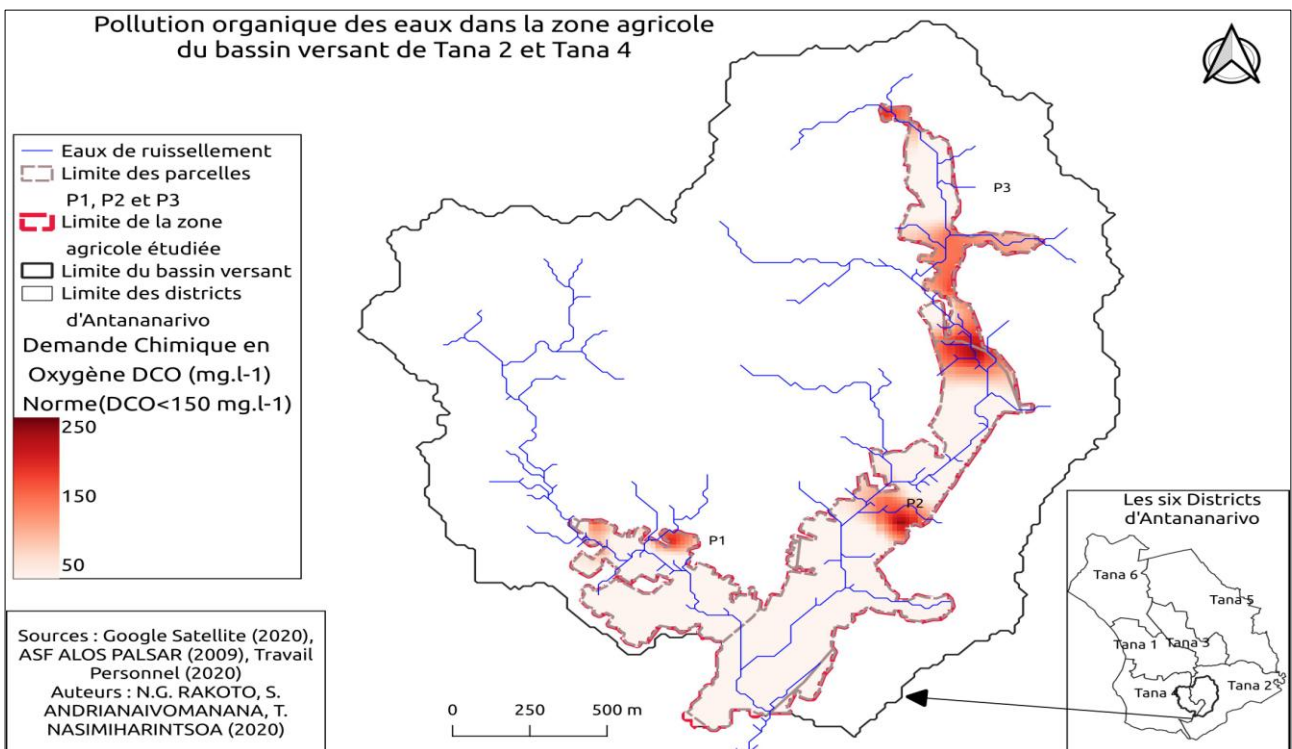 Pollution organique des eaux dans la zone agricole
du bassin versant de Tana 2 et Tana 4
Eaux de ruissellement
Limite des parcelles
P1, P2 et P3
Limite de la zone
agricole étudiée
Limite du bassin versant
Limite des districts
d'Antananarivo
Demande Chimique en
Oxygène DCO (mg.l-1)
Norme(DCO<150 mg.l-1)
250
150
50
Sources : Google Satellite (2020),
ASF ALOS PALSAR (2009), Travail
Personnel (2020)
Auteurs : N.G. RAKOTO, S.
ANDRIANAIVOMANANA, T.
NASIMIHARINTSOA (2020)
P3
P2
P1
0 250 500 m
Les six Districts
d'Antananarivo
Tana 6
Tana 5
Tana 1
Tana 3
Tana
Tana 2